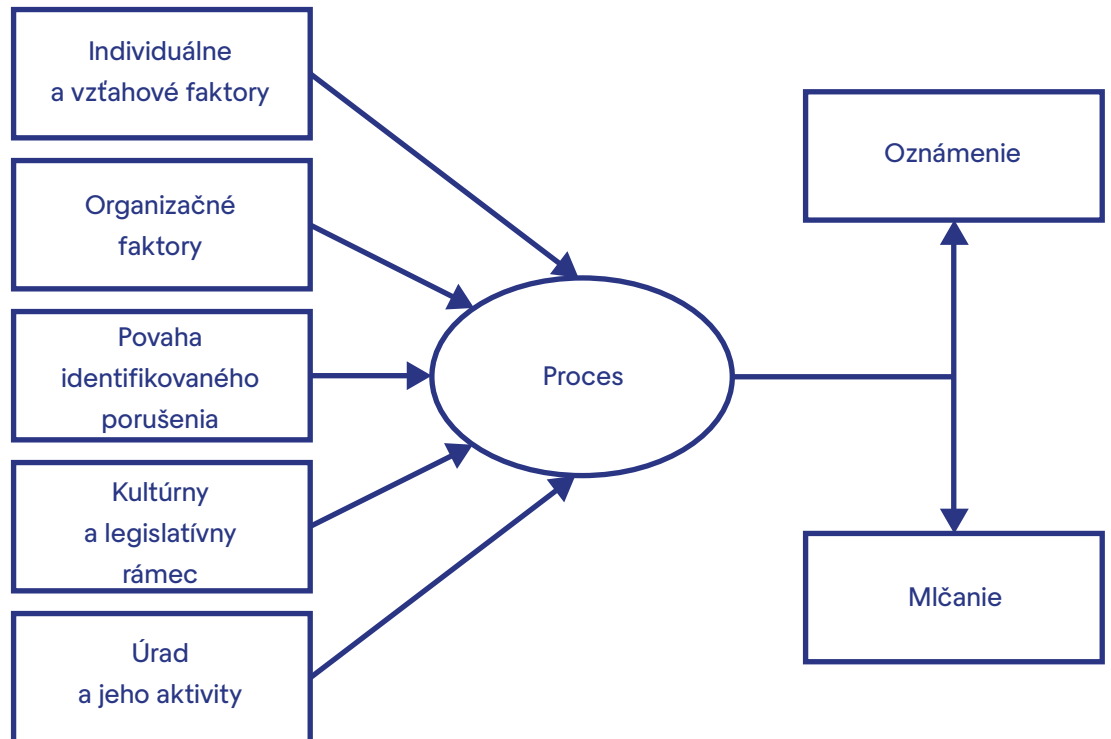 Individuálne
a vzťahové faktory
Organizačné
faktory
Povaha
identifikovaného
porušenia
Kultúrny
a legislatívny
rámec
Úrad
a jeho aktivity
Proces
Oznámenie
Mlčanie